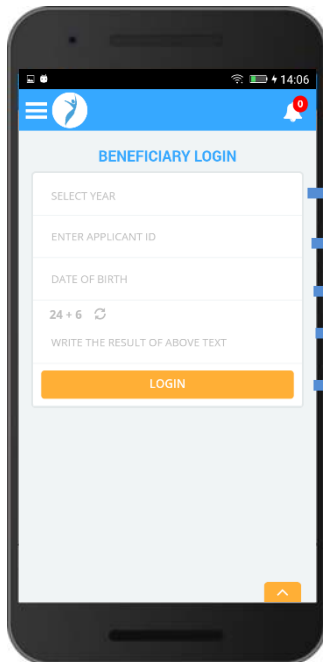 14:06
0
BENEFICIARY LOGIN
SELECT YEAR
ENTER APPLICANT ID
DATE OF BIRTH
24 + 6
WRITE THE RESULT OF ABOVE TEXT
LOGIN